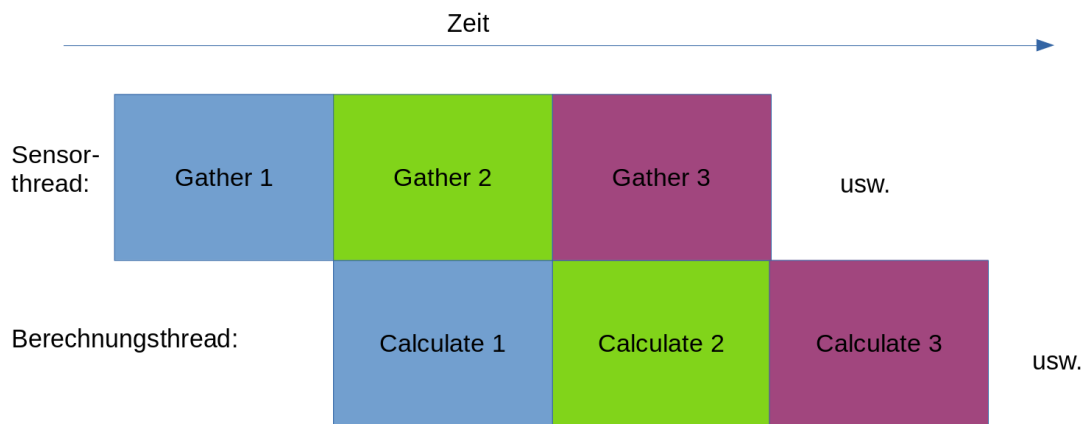 Zeit
Sensor-
thread:
Gather 1
Gather 2
Gather 3
usw.
Berechnungsthread:
Calculate 1
Calculate 2
Calculate 3
usw.